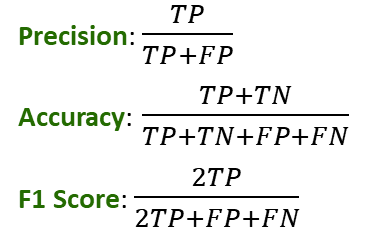 Precision: TP / TP+FP
Accuracy: TP+TN / TP+TN+FP+FN
F1 Score: 2TP / 2TP+FP+FN